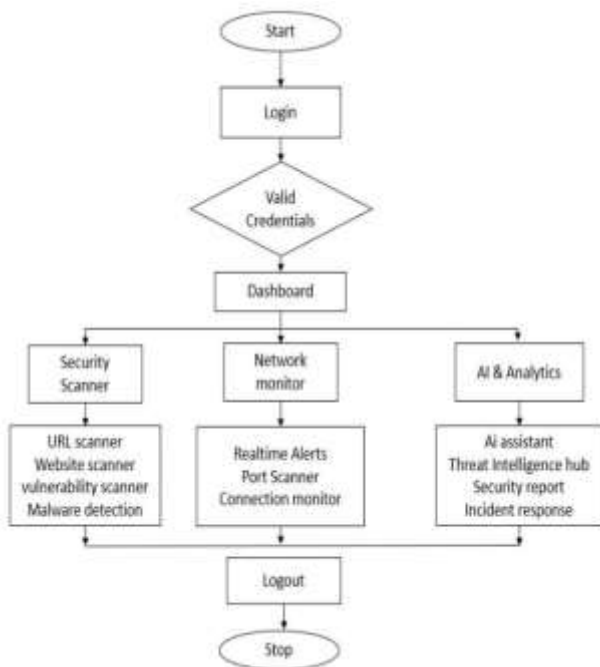 Start
Login
Valid
Credentials
Dashboard
Security
Scanner
Network
monitor
AI & Analytics
URL scanner
Website scanner
vulnerability scanner
Malware detection
Realtime Alerts
Port Scanner
Connection monitor
Ai assistant
Threat Intelligence hub
Security report
Incident response
Logout
Stop